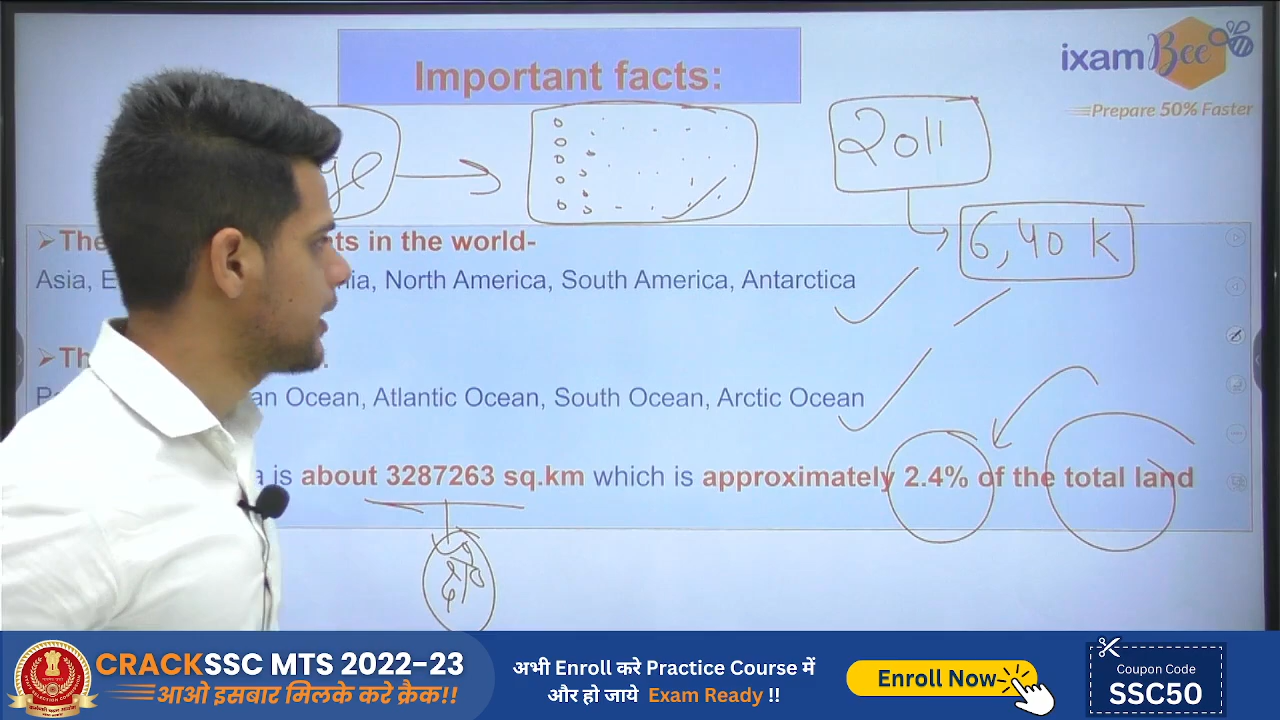 Important facts:
ixamBee
Prepare 50% Faster
2011
6,40 K
➢The nts in the world-
Asia, E nia, North America, South America, Antarctica
➢Th
P an Ocean, Atlantic Ocean, South Ocean, Arctic Ocean
a is about 3287263 sq.km which is approximately 2.4% of the total land
CRACKSSC MTS 2022-23
आओ इसबार मिलके करे क्रैक!!
अभी Enroll करे Practice Course में
और हो जाये Exam Ready !!
Enroll Now
Coupon Code
SSC50